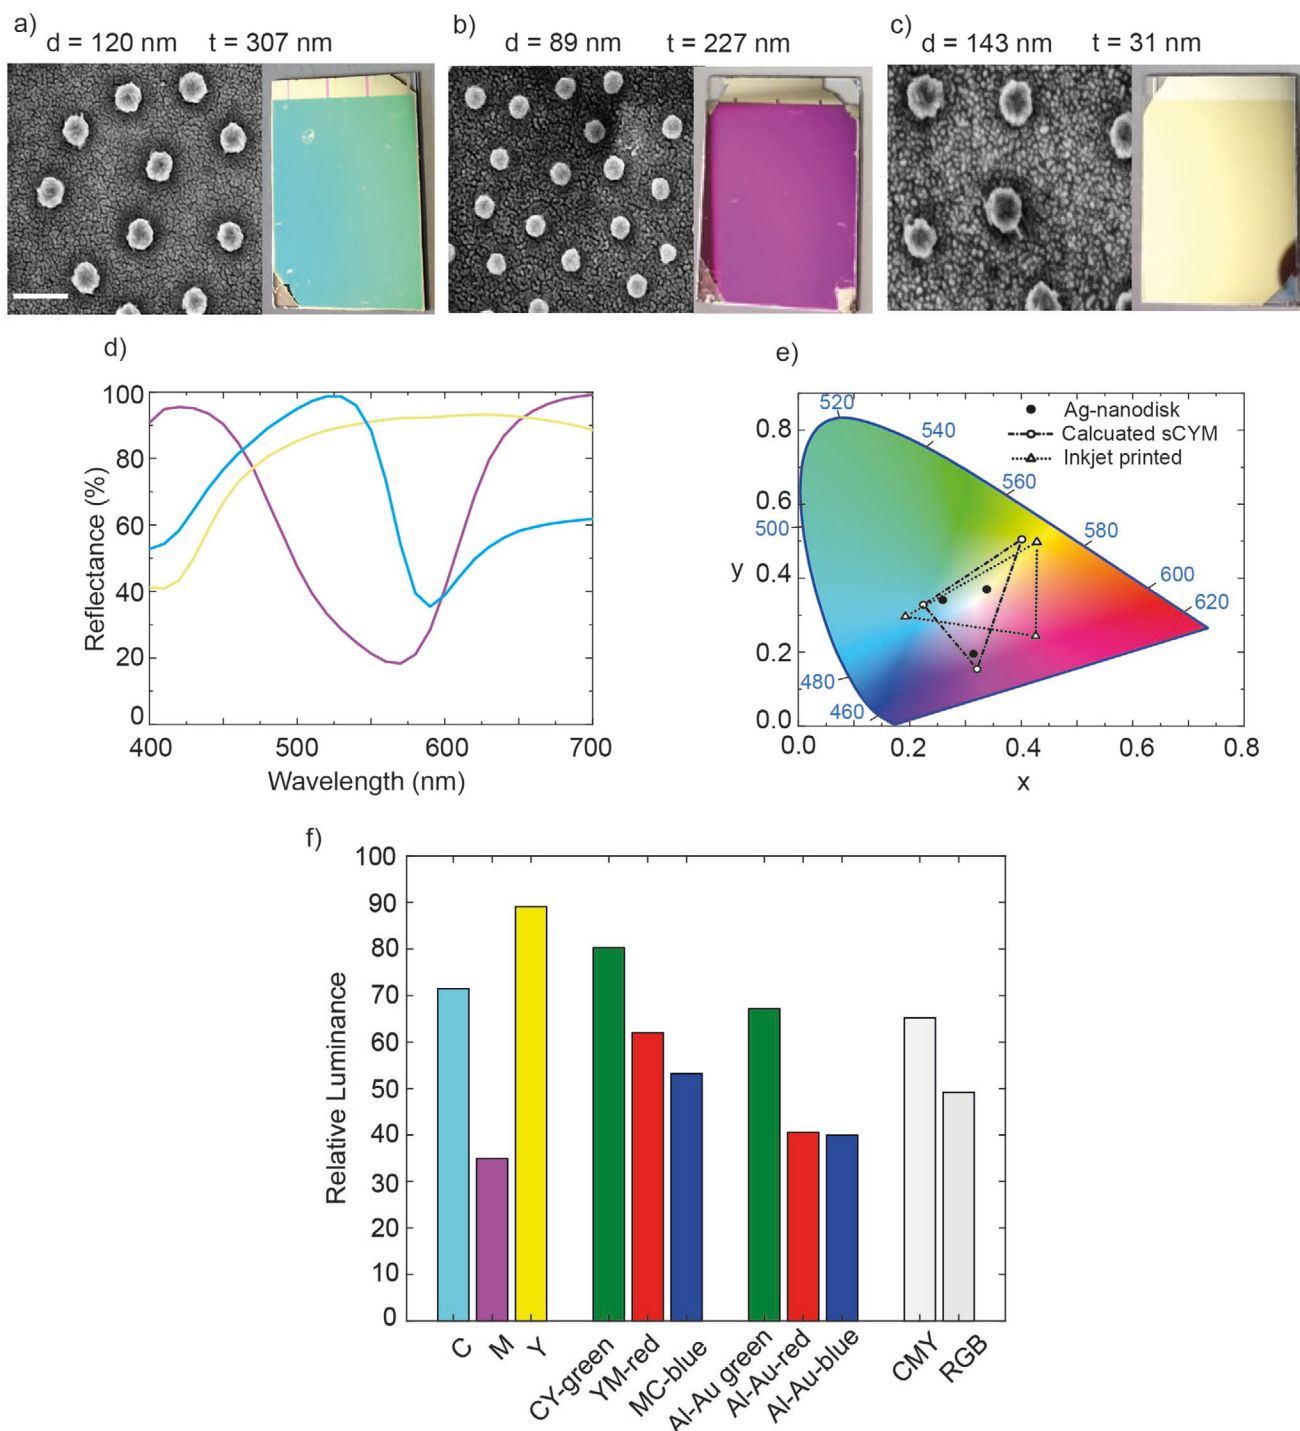 a)
d = 120 nm t = 307 nm
b)
d = 89 nm t = 227 nm
c)
d = 143 nm t = 31 nm
d)
Reflectance (%)
100
80
60
40
20
0
400 500 600 700
Wavelength (nm)
e)
Ag-nanodisk
Calcuated sCYM
Inkjet printed
520
540
560
580
600
620
500
480
460
y
0.8
0.6
0.4
0.2
0.0
0.0 0.2 0.4 0.6 0.8
x
f)
Relative Luminance
100
90
80
70
60
50
40
30
20
10
0
C
M
Y
CY-green
YM-red
MC-blue
Al-Au green
Al-Au-red
Al-Au-blue
CMY
RGB